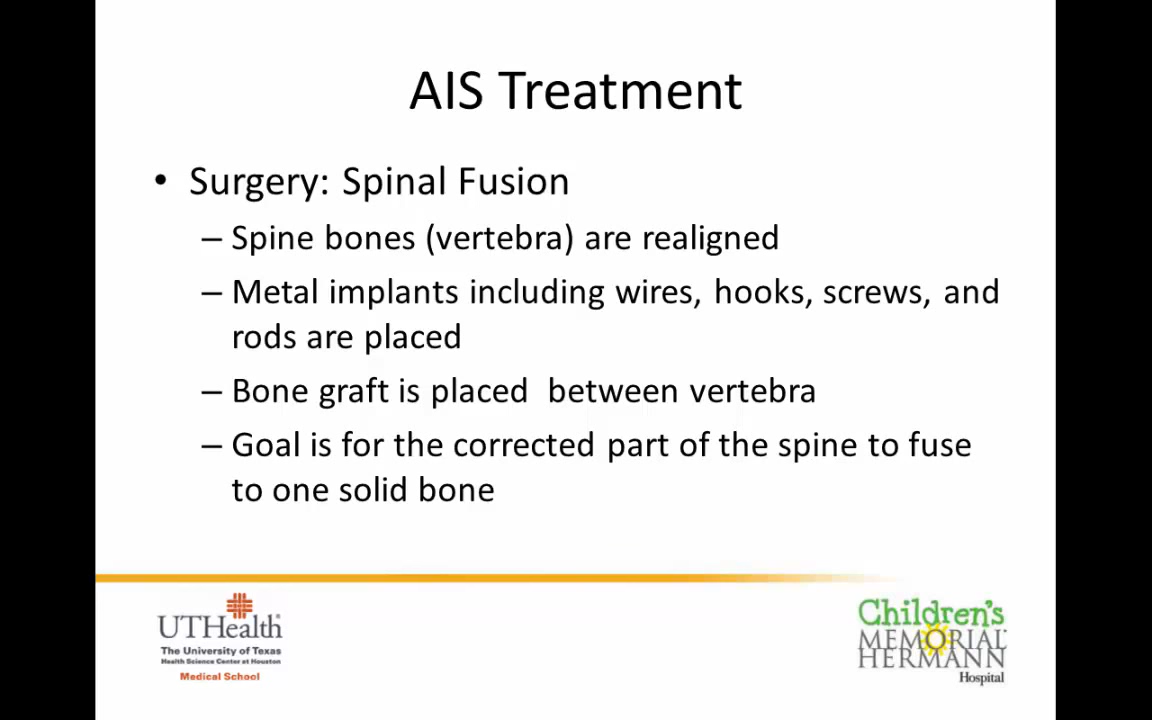 AIS Treatment
• Surgery: Spinal Fusion
– Spine bones (vertebra) are realigned
– Metal implants including wires, hooks, screws, and
rods are placed
– Bone graft is placed between vertebra
– Goal is for the corrected part of the spine to fuse
to one solid bone
UTHealth
The University of Texas
Health Science Center at Houston
Medical School
Children's
MEMORIAL
HERMANN
Hospital